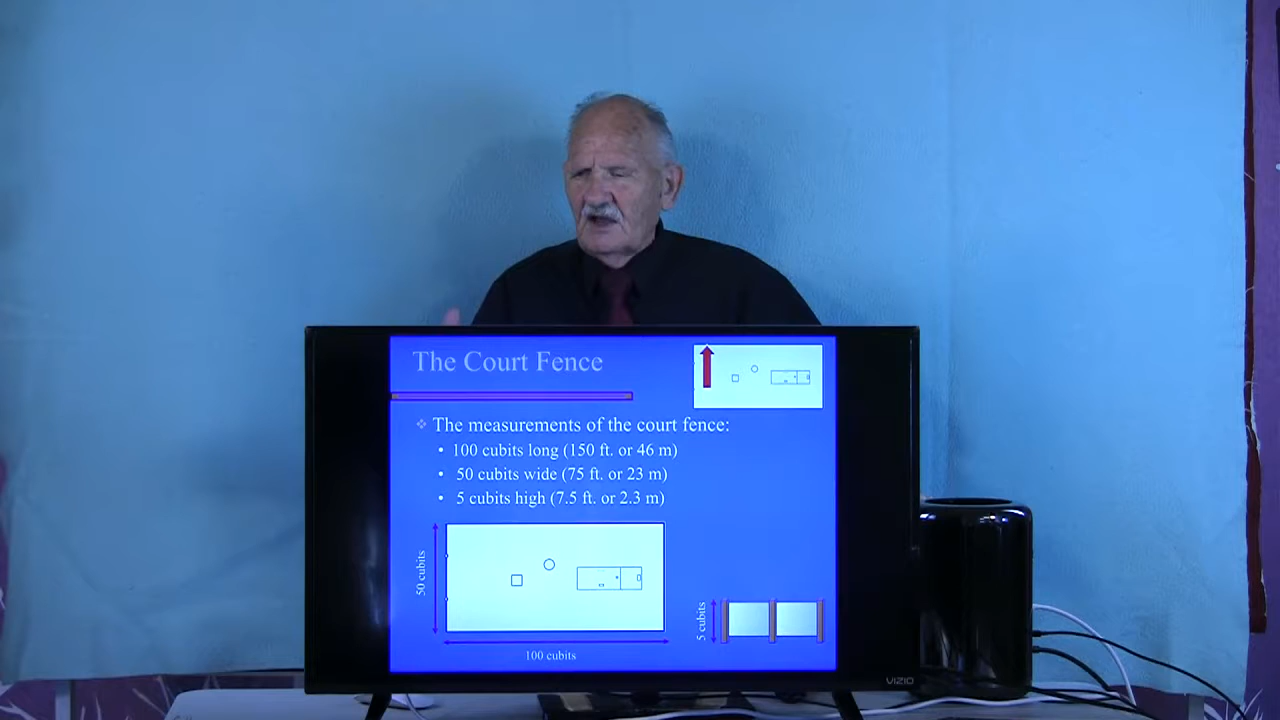 The Court Fence
❖ The measurements of the court fence:
• 100 cubits long (150 ft. or 46 m)
• 50 cubits wide (75 ft. or 23 m)
• 5 cubits high (7.5 ft. or 2.3 m)
50 cubits
100 cubits
5 cubits
VIZIO